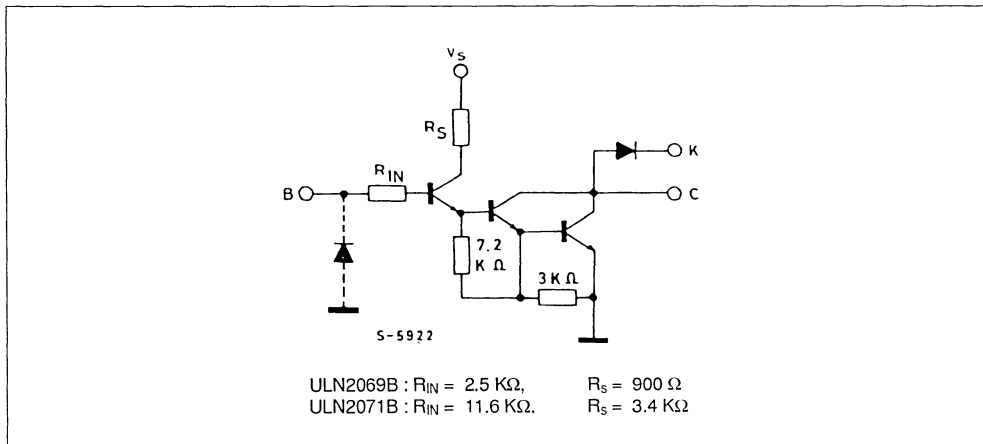 VS
RS
RIN
B
K
C
7.2
K Ω
3K Ω
S-5922
ULN2069B : RIN = 2.5 KΩ, RS = 900 Ω
ULN2071B : RIN = 11.6 KΩ. RS = 3.4 KΩ